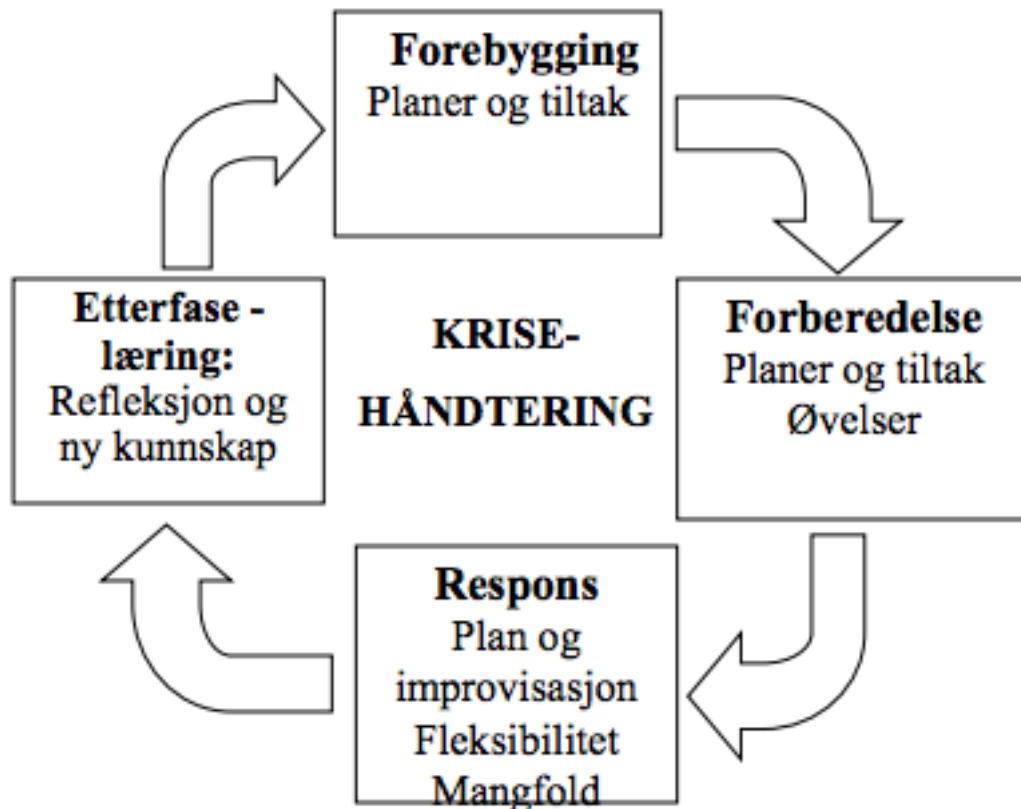 Forebygging
Planer og tiltak
Forberedelse
Planer og tiltak
Øvelser
Respons
Plan og
improvisasjon
Fleksibilitet
Mangfold
Etterfase -
læring:
Refleksjon og
ny kunnskap
KRISE-
HÅNDTERING